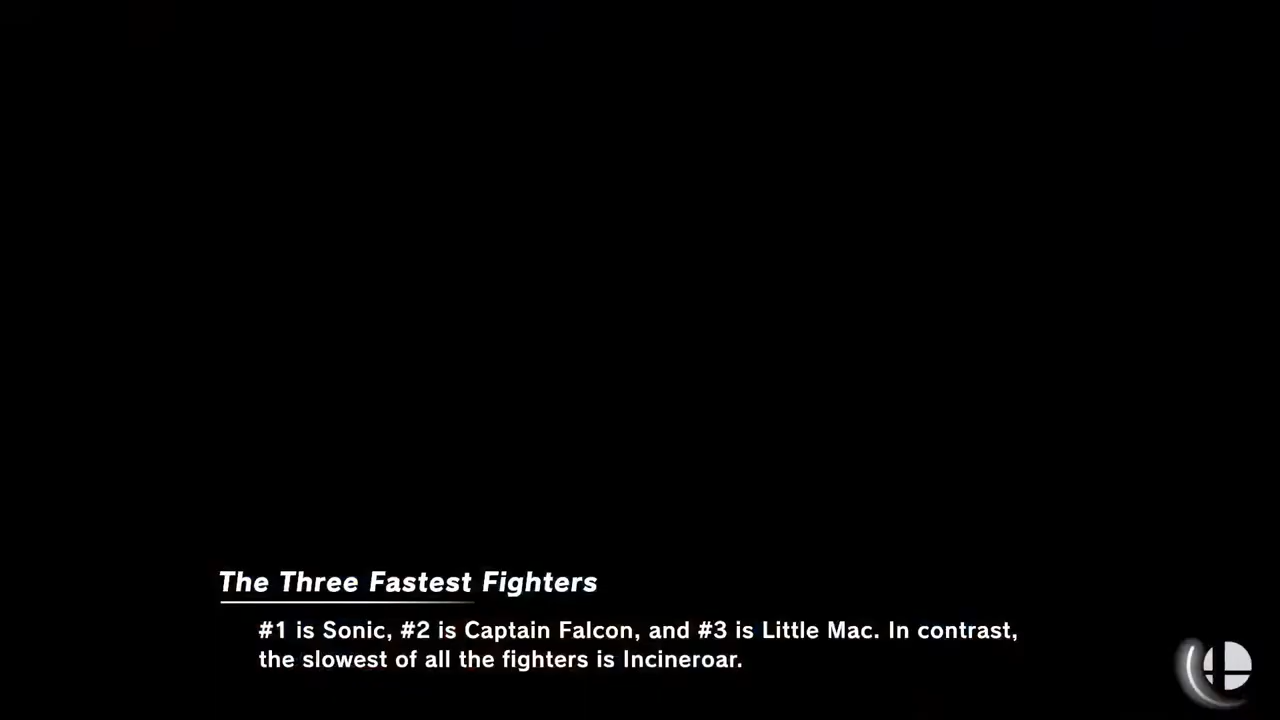 The Three Fastest Fighters
#1 is Sonic, #2 is Captain Falcon, and #3 is Little Mac. In contrast,
the slowest of all the fighters is Incineroar.